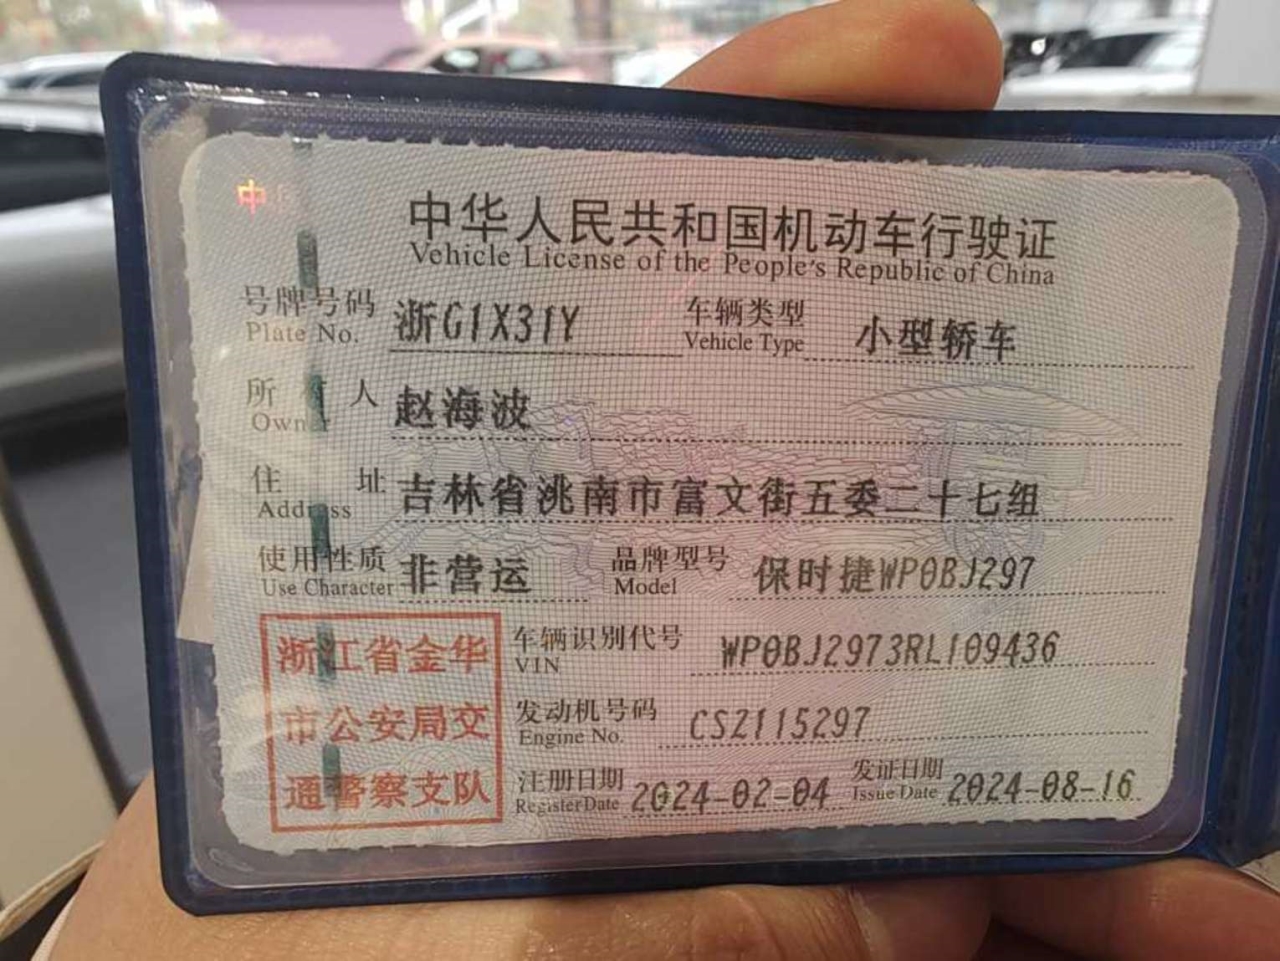 中华人民共和国机动车行驶证
Vehicle License of the People's Republic of China
号牌号码 浙G1X31Y 车辆类型 小型轿车
Plate No. Vehicle Type
所有人 赵海波
Owner
住址 吉林省洮南市富文街五委二十七组
Address
使用性质 非营运 品牌型号 保时捷WP0BJ297
Use Character Model
浙江省金华
市公安局交
通警察支队
车辆识别代号 WP0BJ2973RL109436
VIN
发动机号码 CSZ115297
Engine No.
注册日期 2024-02-04 发证日期 2024-08-16
Register Date Issue Date